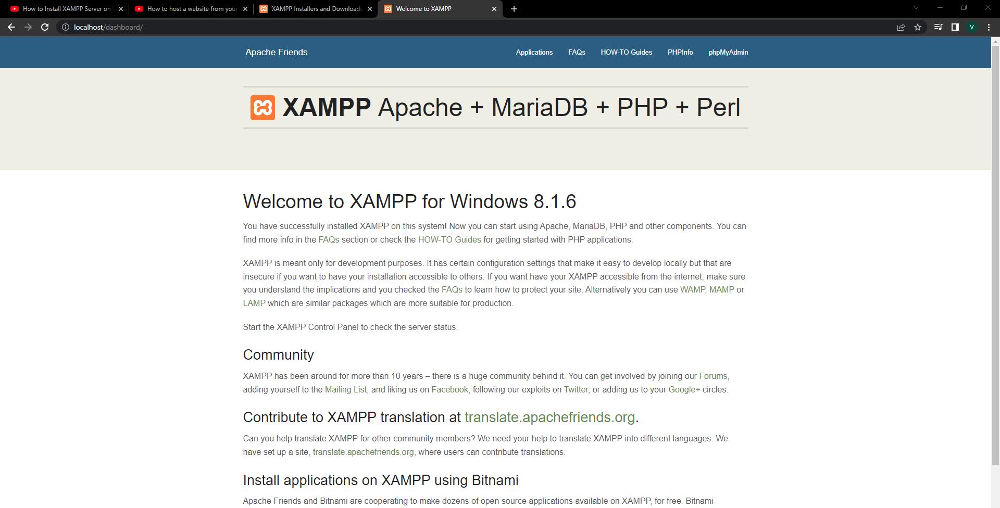 How to Install XAMPP Server on
How to host a website from your
XAMPP Installers and Downloads
Welcome to XAMPP
localhost/dashboard/
V
Apache Friends
Applications
FAQs
HOW-TO Guides
PHPInfo
phpMyAdmin
XAMPP Apache + MariaDB + PHP + Perl
Welcome to XAMPP for Windows 8.1.6
You have successfully installed XAMPP on this system! Now you can start using Apache, MariaDB, PHP and other components. You can
find more info in the FAQs section or check the HOW-TO Guides for getting started with PHP applications.
XAMPP is meant only for development purposes. It has certain configuration settings that make it easy to develop locally but that are
insecure if you want to have your installation accessible to others. If you want have your XAMPP accessible from the internet, make sure
you understand the implications and you checked the FAQs to learn how to protect your site. Alternatively you can use WAMP, MAMP or
LAMP which are similar packages which are more suitable for production.
Start the XAMPP Control Panel to check the server status.
Community
XAMPP has been around for more than 10 years – there is a huge community behind it. You can get involved by joining our Forums,
adding yourself to the Mailing List, and liking us on Facebook, following our exploits on Twitter, or adding us to your Google+ circles.
Contribute to XAMPP translation at translate.apachefriends.org.
Can you help translate XAMPP for other community members? We need your help to translate XAMPP into different languages. We
have set up a site, translate.apachefriends.org, where users can contribute translations.
Install applications on XAMPP using Bitnami
Apache Friends and Bitnami are cooperating to make dozens of open source applications available on XAMPP, for free. Bitnami-